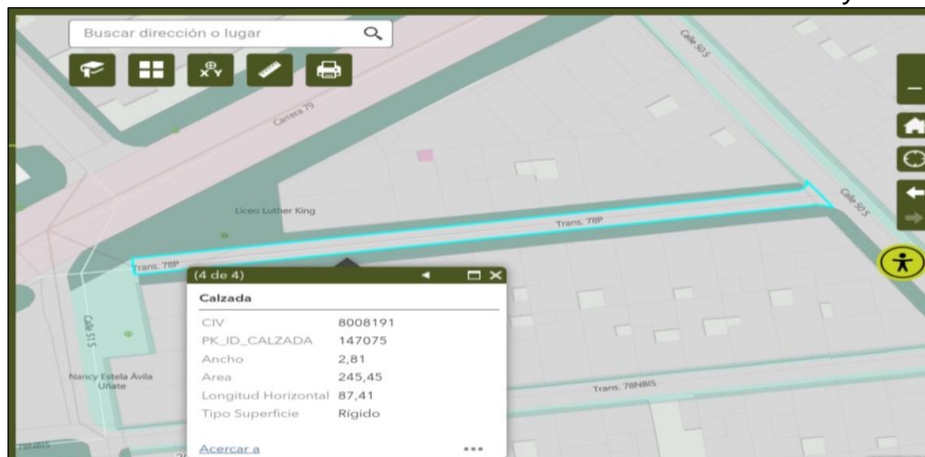 Buscar dirección o lugar
Calle 50 S
Carrera 79
Liceo Luther King
Calle 50 S
Trans. 78P
Trans. 78P
(4 de 4)
Calzada
CIV 8008191
PK_ID_CALZADA 147075
Ancho 2,81
Area 245,45
Longitud Horizontal 87,41
Tipo Superficie Rígido
Acercar a
Calle 51 S
Nancy Estela Ávila
Uñate
Trans. 78NBIS
78NBIS